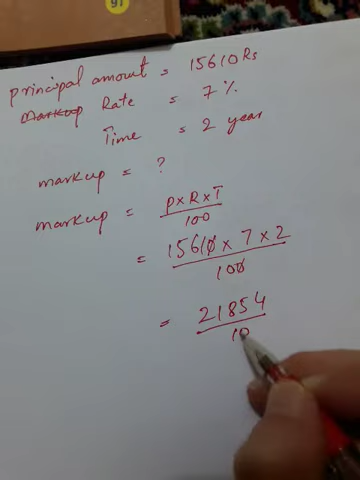 91
principal amount = 15610 Rs
Markup Rate = 7 %
Time = 2 year
markup = ?
markup = P x R x T / 100
= 15610 x 7 x 2 / 100
= 21854 / 10